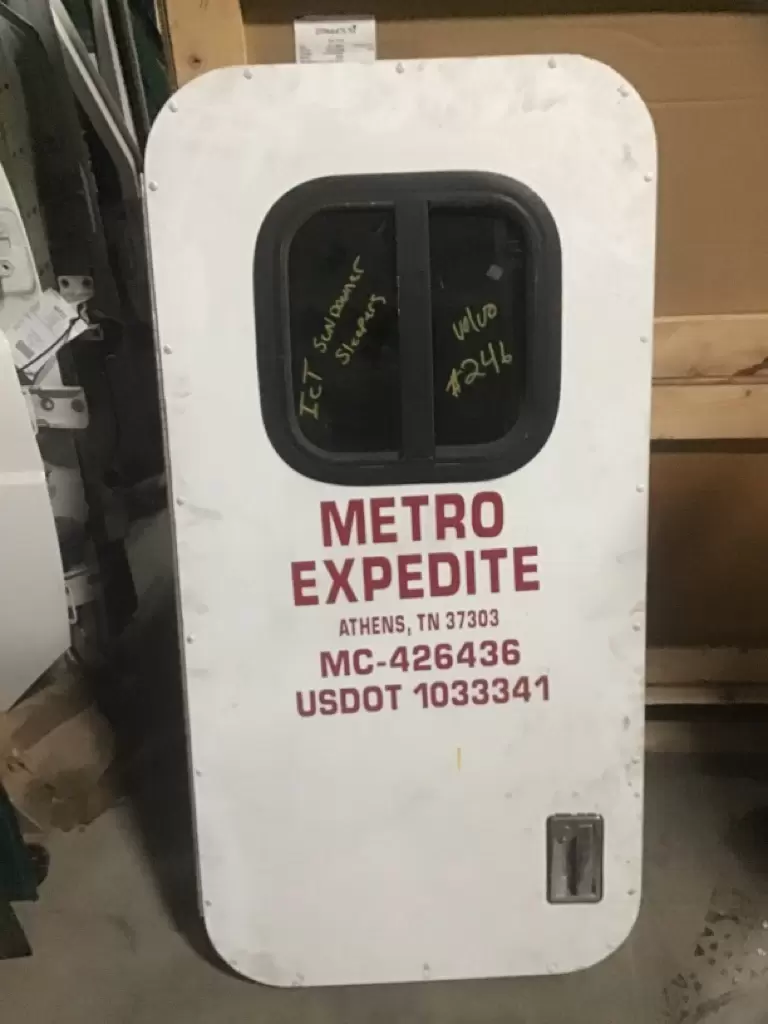 ICT SUNDOWNER
Sleepers
Volvo
#246
METRO
EXPEDITE
ATHENS, TN 37303
MC-426436
USDOT 1033341